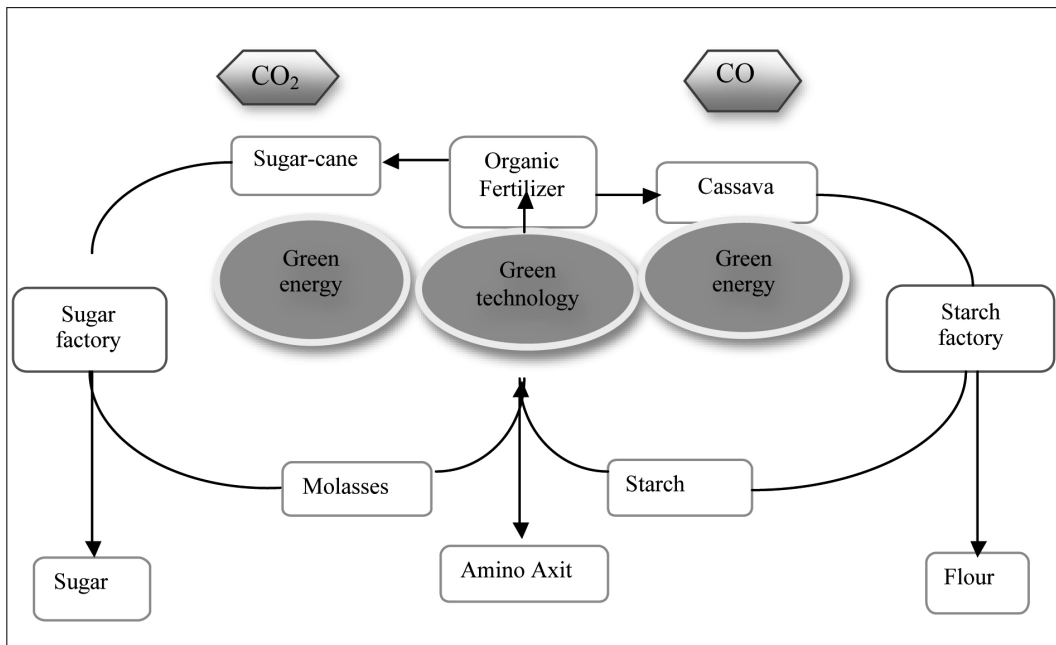 CO₂
CO
Sugar-cane
Organic
Fertilizer
Cassava
Green
energy
Green
technology
Green
energy
Sugar
factory
Starch
factory
Molasses
Starch
Sugar
Amino Axit
Flour